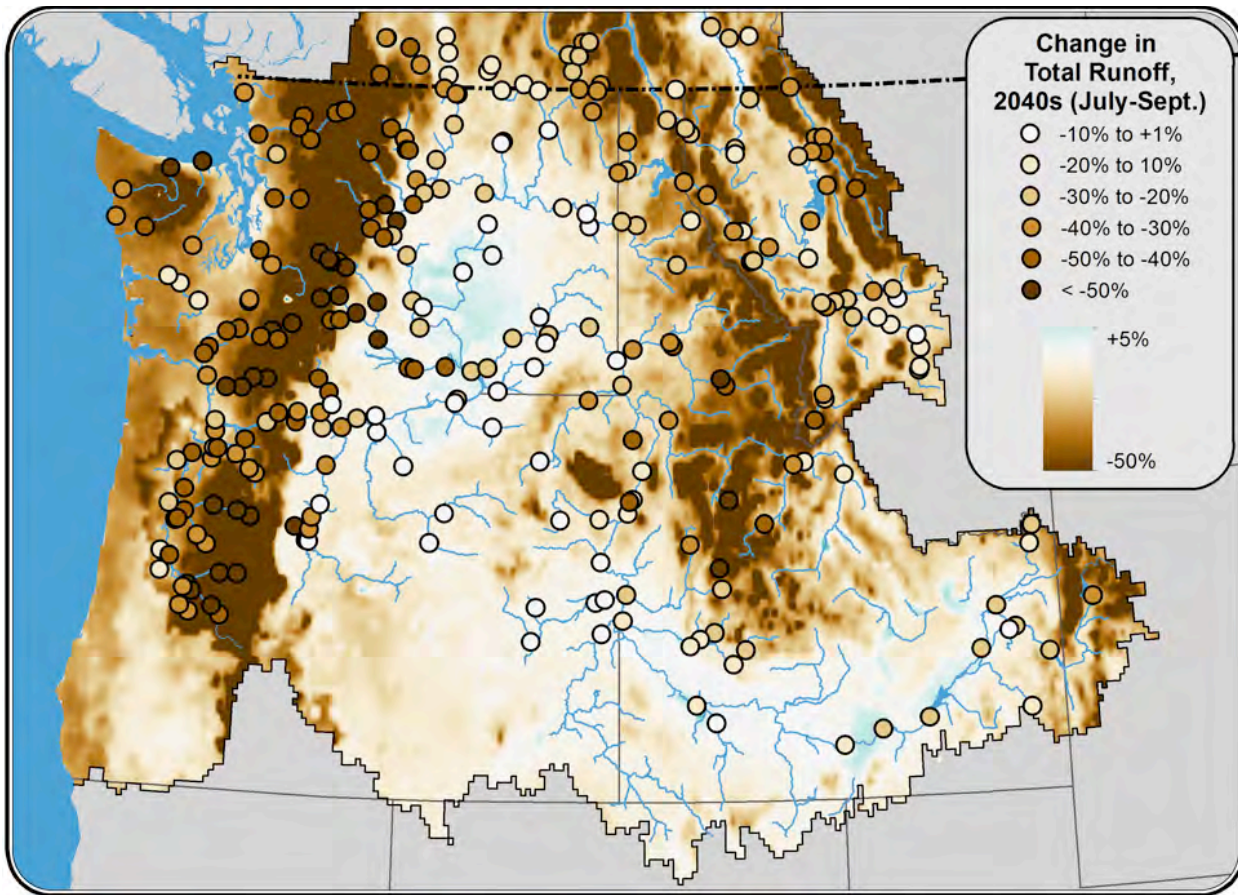 Change in
Total Runoff,
2040s (July-Sept.)
-10% to +1%
-20% to 10%
-30% to -20%
-40% to -30%
-50% to -40%
< -50%
+5%
-50%